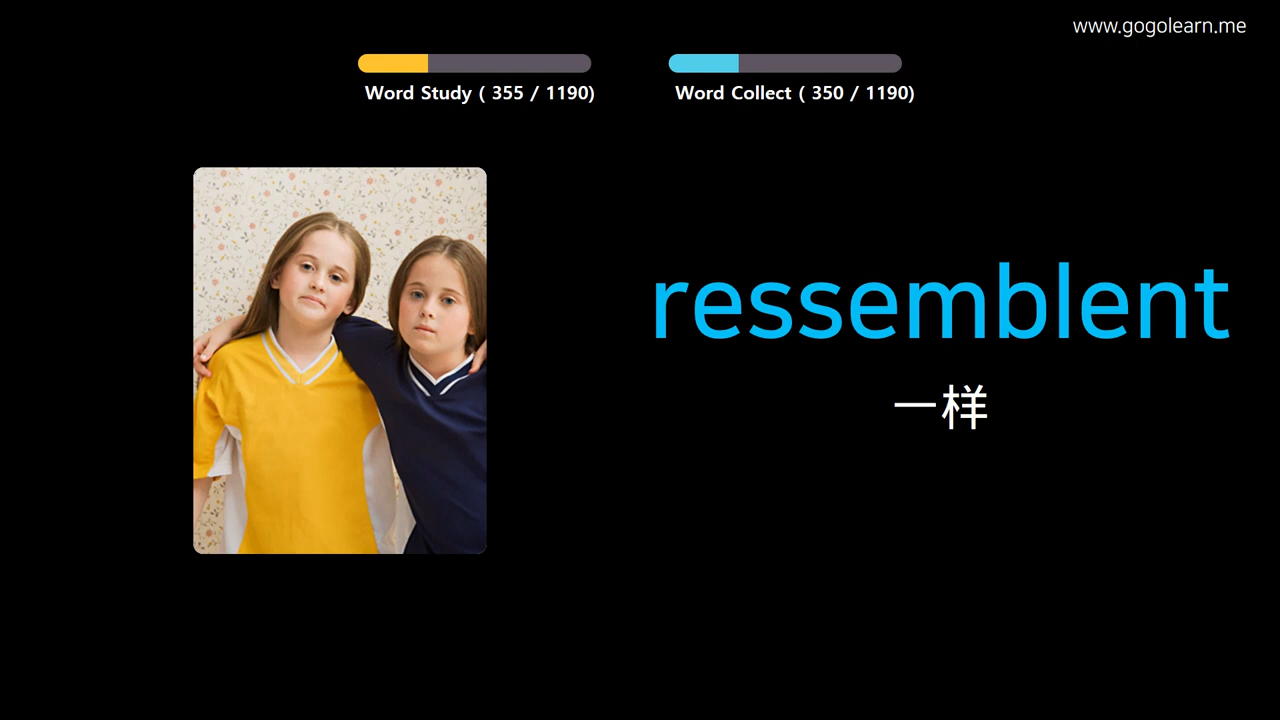 www.gogolearn.me
Word Study ( 355 / 1190)
Word Collect ( 350 / 1190)
ressemblent
一样